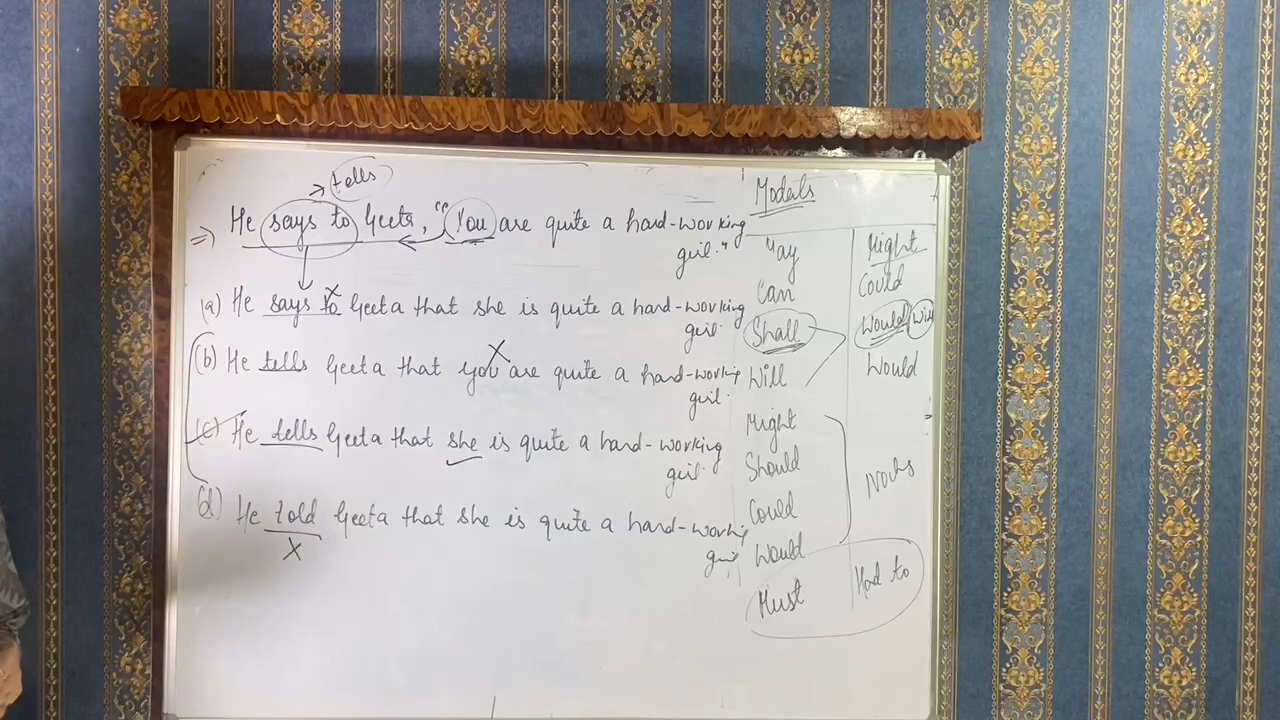 → tells
⇒ He says to Geeta, "You are quite a hard-working
girl."
(a) He says to Geeta that she is quite a hard-working
girl.
(b) He tells Geeta that you are quite a hard-working
girl.
(c) He tells Geeta that she is quite a hard-working
girl.
(d) He told Geeta that she is quite a hard-workin
gir
Modals
May Might
Can Could
Shall Would/Will
Will Would
Might
Should
Could
Would
Must Had to